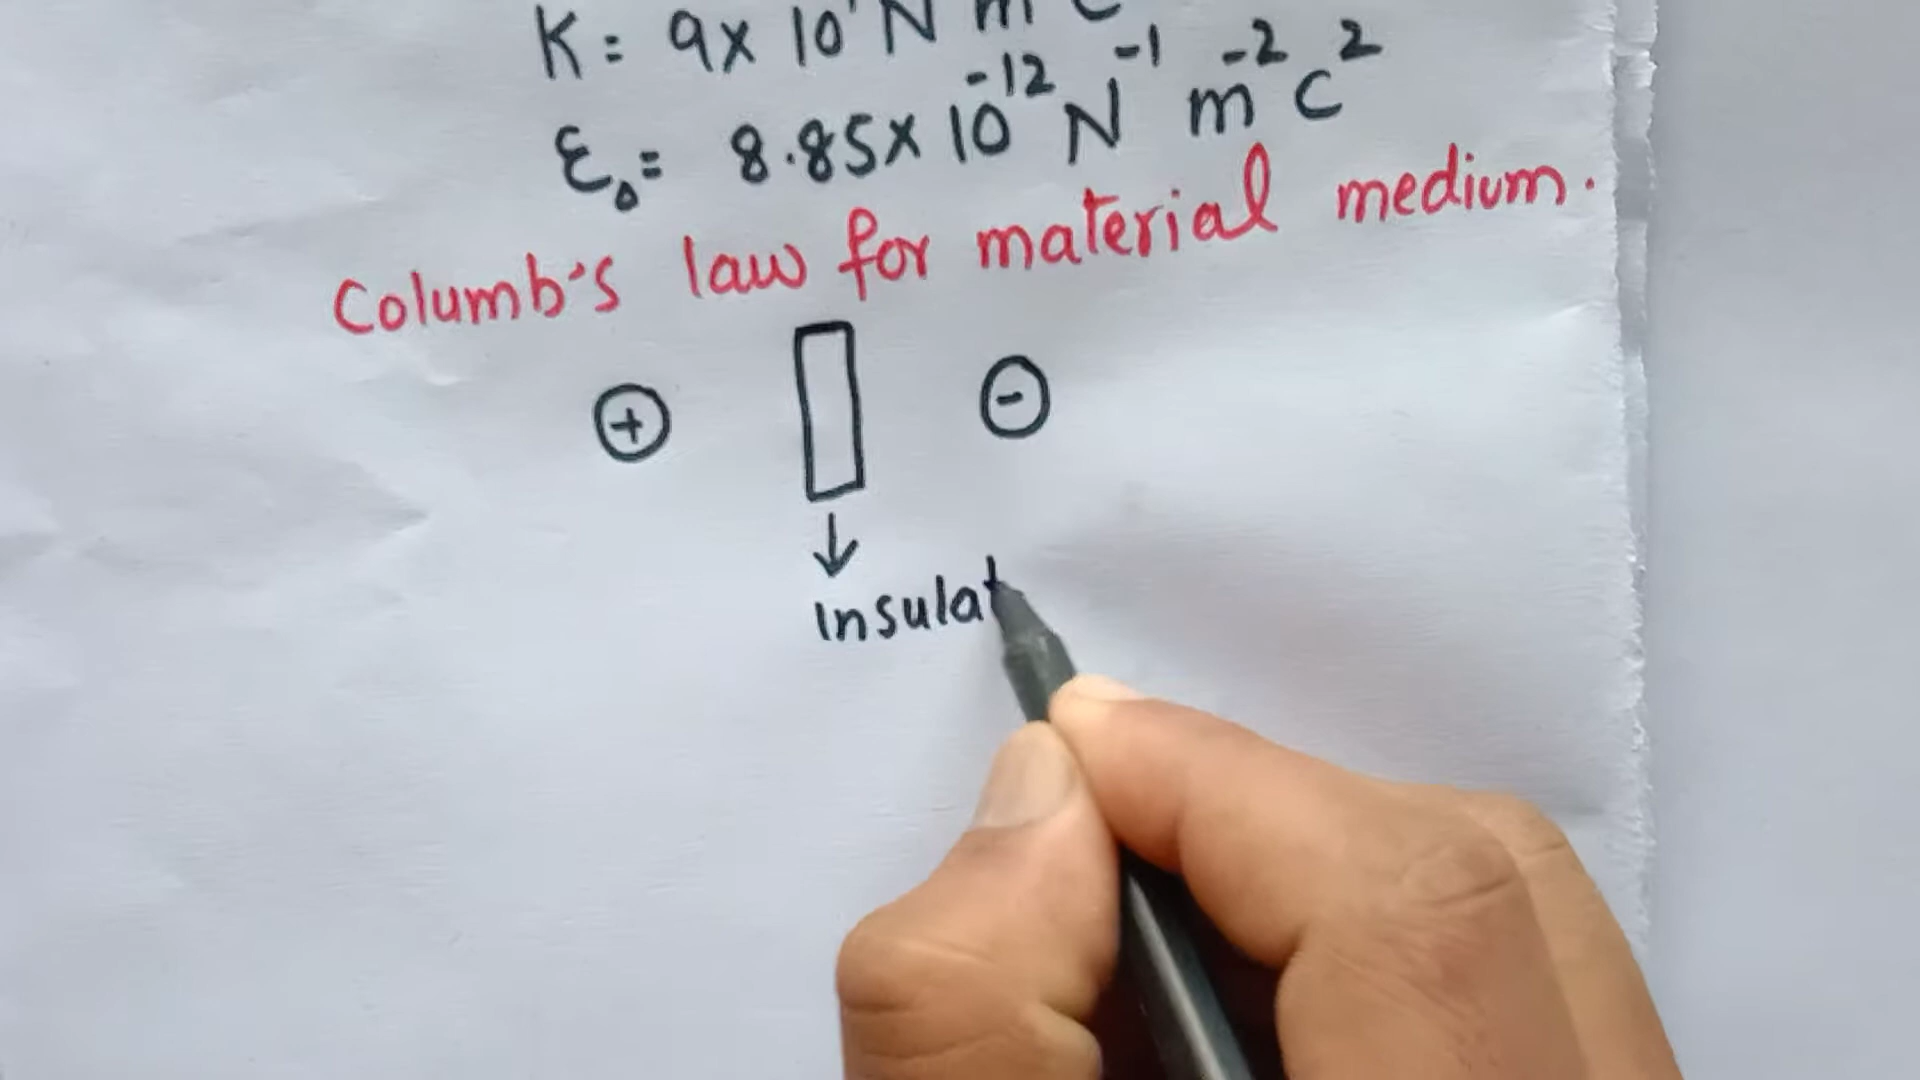 K = 9x 10 N m C
ε₀ = 8.85x 10⁻¹² N⁻¹ m⁻² C²
Columb's law for material medium.
+ -
↓
Insulat